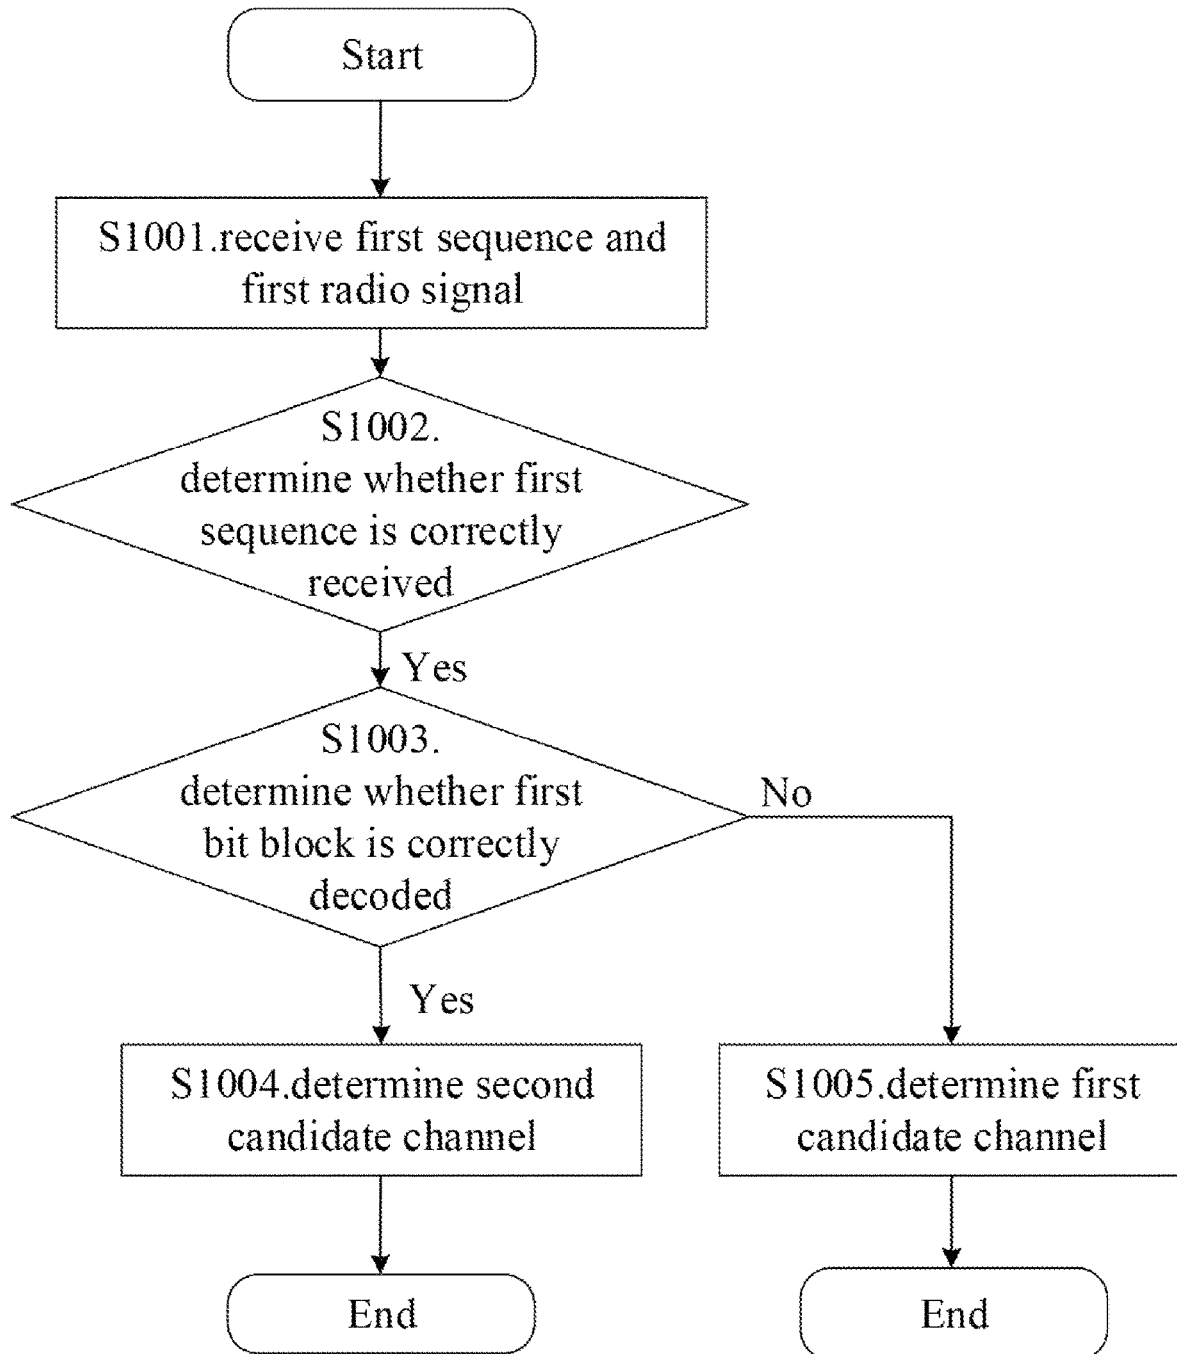 Start
S1001.receive first sequence and
first radio signal
S1002.
determine whether first
sequence is correctly
received
Yes
S1003.
determine whether first
bit block is correctly
decoded
No
Yes
S1004.determine second
candidate channel
S1005.determine first
candidate channel
End
End